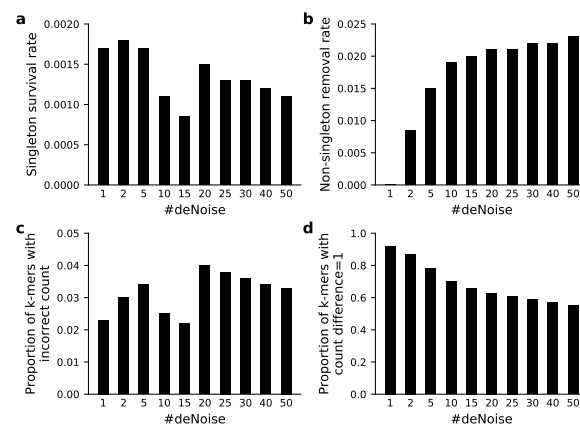 a
Singleton survival rate
0.0020
0.0015
0.0010
0.0005
0.0000
1 2 5 10 15 20 25 30 40 50
#deNoise
b
Non-singleton removal rate
0.025
0.020
0.015
0.010
0.005
0.000
1 2 5 10 15 20 25 30 40 50
#deNoise
c
Proportion of k-mers with
incorrect count
0.05
0.04
0.03
0.02
0.01
0.00
1 2 5 10 15 20 25 30 40 50
#deNoise
d
Proportion of k-mers with
count difference=1
1.0
0.8
0.6
0.4
0.2
0.0
1 2 5 10 15 20 25 30 40 50
#deNoise